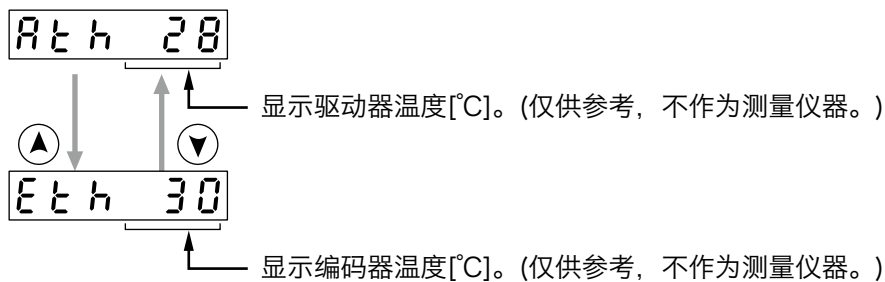 Ath 28
显示驱动器温度[°C]。(仅供参考，不作为测量仪器。)
Eth 30
显示编码器温度[°C]。(仅供参考，不作为测量仪器。)